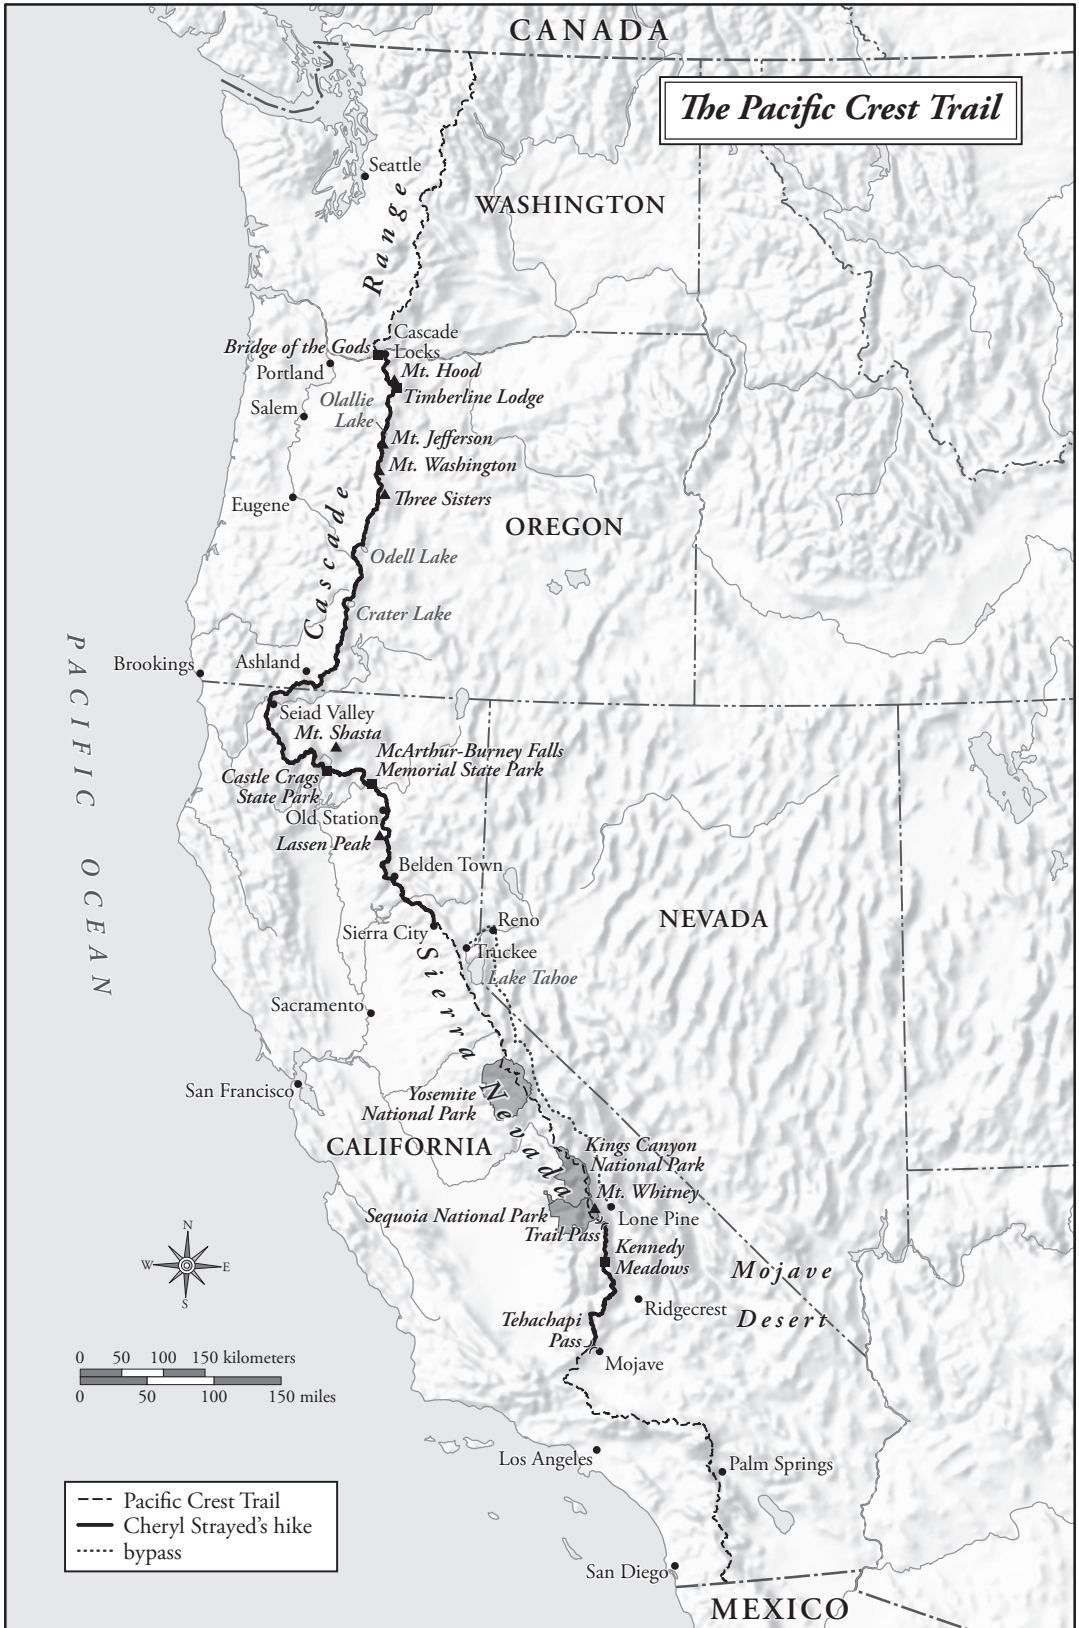 CANADA
The Pacific Crest Trail
Seattle
WASHINGTON
Range
Cascade
Locks
Bridge of the Gods
Portland
Mt. Hood
Timberline Lodge
Olallie
Lake
Salem
Mt. Jefferson
Mt. Washington
Three Sisters
Eugene
OREGON
Cascade
Odell Lake
Crater Lake
PACIFIC OCEAN
Brookings
Ashland
Seiad Valley
Mt. Shasta
McArthur-Burney Falls
Memorial State Park
Castle Crags
State Park
Old Station
Lassen Peak
Belden Town
Reno
Sierra City
Truckee
NEVADA
Lake Tahoe
Sierra Nevada
Sacramento
San Francisco
Yosemite
National Park
CALIFORNIA
Kings Canyon
National Park
Mt. Whitney
Sequoia National Park
Lone Pine
Trail Pass
Kennedy
Meadows
Mojave
Desert
Ridgecrest
Tehachapi
Pass
Mojave
N
W E
S
0 50 100 150 kilometers
0 50 100 150 miles
Los Angeles
Palm Springs
Pacific Crest Trail
Cheryl Strayed's hike
bypass
San Diego
MEXICO